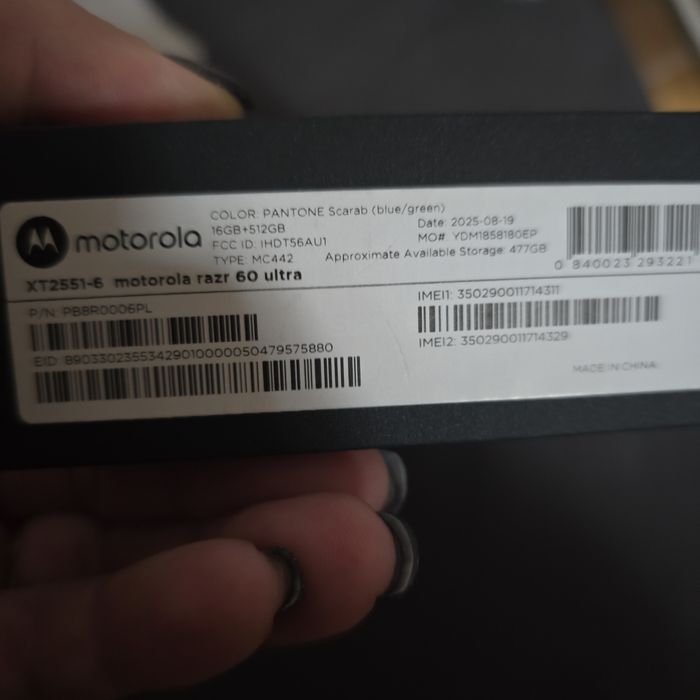 motorola
COLOR: PANTONE Scarab (blue/green)
16GB+512GB
FCC ID: IHDT56AU1
TYPE: MC442
Date: 2025-08-19
MO#: YDM1858180EP
Approximate Available Storage: 477GB
0 840023 293221
XT2551-6 motorola razr 60 ultra
P/N: PB8R0006PL
EID: 89033023553429010000050479575880
IMEI1: 350290011714311
IMEI2: 350290011714329
MADE IN CHINA